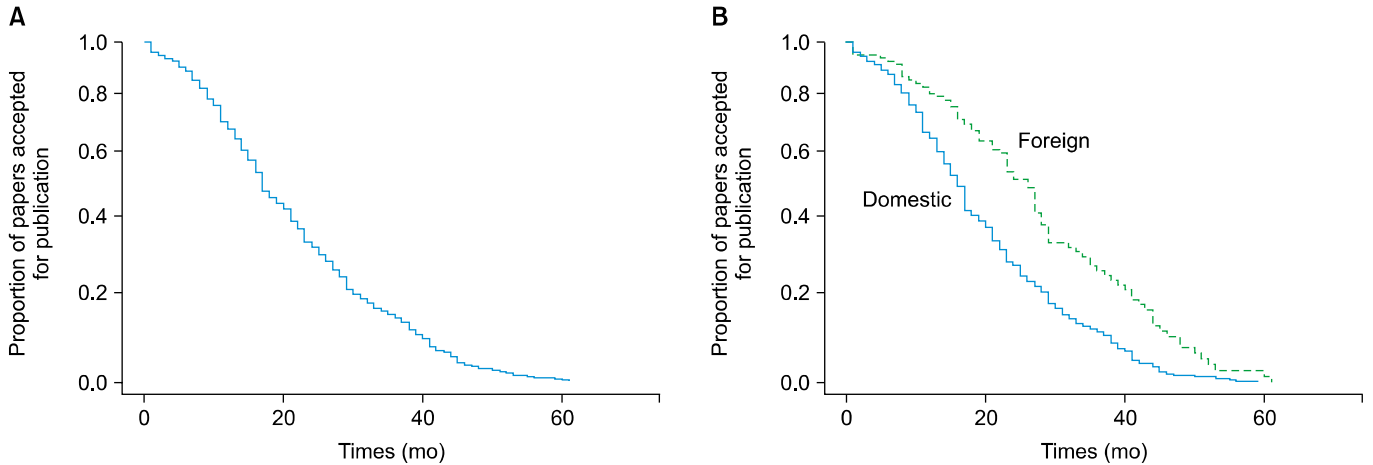 A
Proportion of papers accepted
for publication
1.0
0.8
0.6
0.4
0.2
0.0
0
20
40
60
Times (mo)
B
Proportion of papers accepted
for publication
1.0
0.8
0.6
0.4
0.2
0.0
Foreign
Domestic
0
20
40
60
Times (mo)